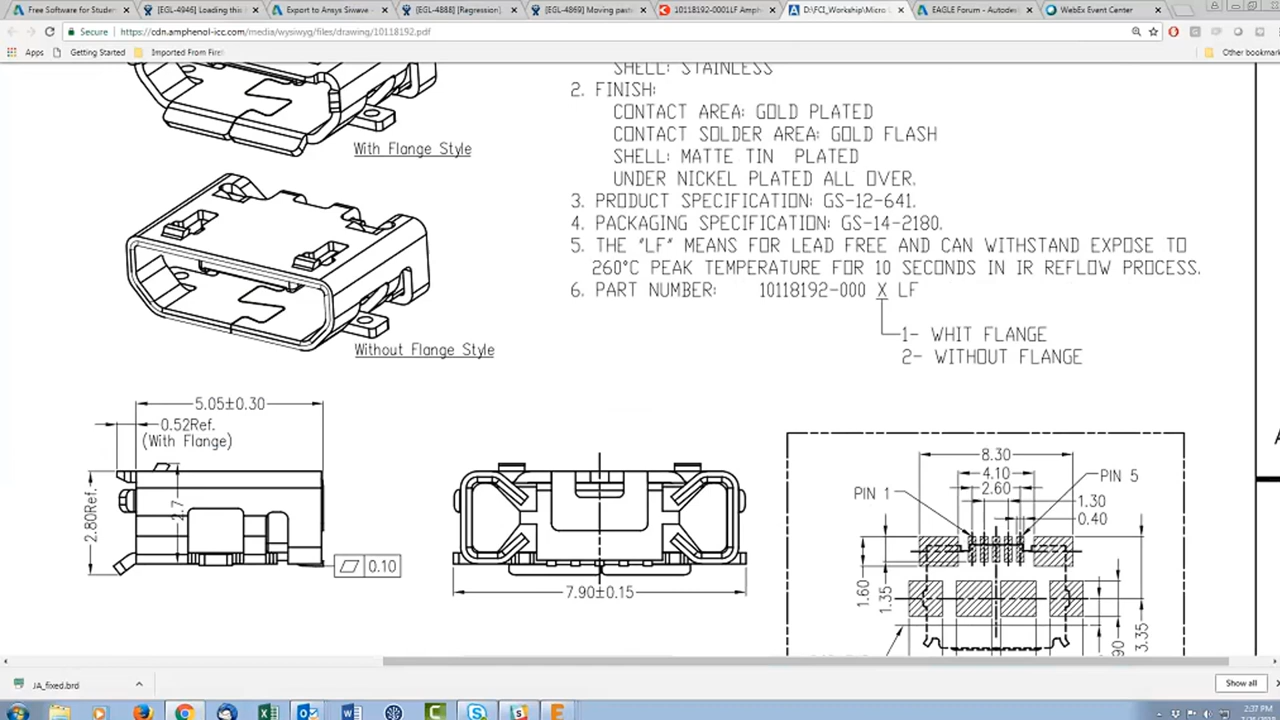 Free Software for Studen
[EGL-4946] Loading this
Export to Ansys Siwave -
[EGL-4888] [Regression]
[EGL-4869] Moving past
10118192-0001LF Amph
D:\FCI_Workship\Micro U
EAGLE Forum - Autodes
WebEx Event Center
Secure
https://cdn.amphenol-icc.com/media/wysiwyg/files/drawing/10118192.pdf
Apps
Getting Started
Imported From Firef
Other bookmark
SHELL: STAINLESS
2. FINISH:
CONTACT AREA: GOLD PLATED
CONTACT SOLDER AREA: GOLD FLASH
SHELL: MATTE TIN PLATED
UNDER NICKEL PLATED ALL OVER.
3. PRODUCT SPECIFICATION: GS-12-641.
4. PACKAGING SPECIFICATION: GS-14-2180.
5. THE "LF" MEANS FOR LEAD FREE AND CAN WITHSTAND EXPOSE TO
260°C PEAK TEMPERATURE FOR 10 SECONDS IN IR REFLOW PROCESS.
6. PART NUMBER: 10118192-000 X LF
1- WHIT FLANGE
2- WITHOUT FLANGE
With Flange Style
Without Flange Style
5.05±0.30
0.52Ref.
(With Flange)
2.80Ref.
2.7
0.10
7.90±0.15
8.30
4.10
2.60
PIN 1
PIN 5
1.30
0.40
1.60
1.35
3.35
JA_fixed.brd
Show all
2:37 PM